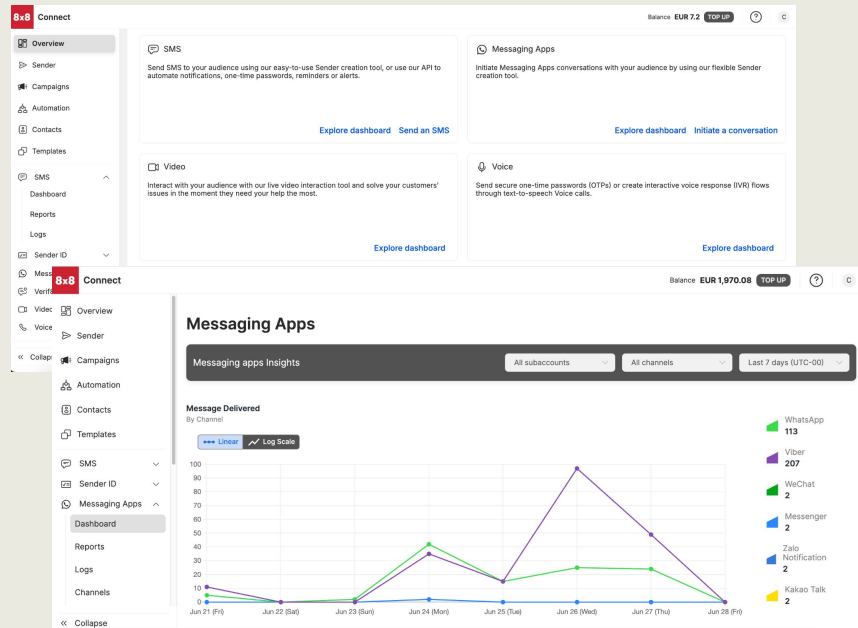 8x8 Connect
Balance EUR 7.2 TOP UP ? C
Overview
Sender
Campaigns
Automation
Contacts
Templates
SMS
Dashboard
Reports
Logs
Sender ID
Mess
Verif
Video
Voice
Collap
SMS
Send SMS to your audience using our easy-to-use Sender creation tool, or use our API to
automate notifications, one-time passwords, reminders or alerts.
Explore dashboard Send an SMS
Messaging Apps
Initiate Messaging Apps conversations with your audience by using our flexible Sender
creation tool.
Explore dashboard Initiate a conversation
Video
Interact with your audience with our live video interaction tool and solve your customers'
issues in the moment they need your help the most.
Explore dashboard
Voice
Send secure one-time passwords (OTPs) or create interactive voice response (IVR) flows
through text-to-speech Voice calls.
Explore dashboard
8x8 Connect
Balance EUR 1,970.08 TOP UP ? C
Overview
Sender
Campaigns
Automation
Contacts
Templates
SMS
Sender ID
Messaging Apps
Dashboard
Reports
Logs
Channels
Collapse
Messaging Apps
Messaging apps Insights All subaccounts All channels Last 7 days (UTC-00)
Message Delivered
By Channel
Linear Log Scale
100
90
80
70
60
50
40
30
20
10
0
Jun 21 (Fri) Jun 22 (Sat) Jun 23 (Sun) Jun 24 (Mon) Jun 25 (Tue) Jun 26 (Wed) Jun 27 (Thu) Jun 28 (Fri)
WhatsApp
113
Viber
207
WeChat
2
Messenger
2
Zalo
Notification
2
Kakao Talk
2